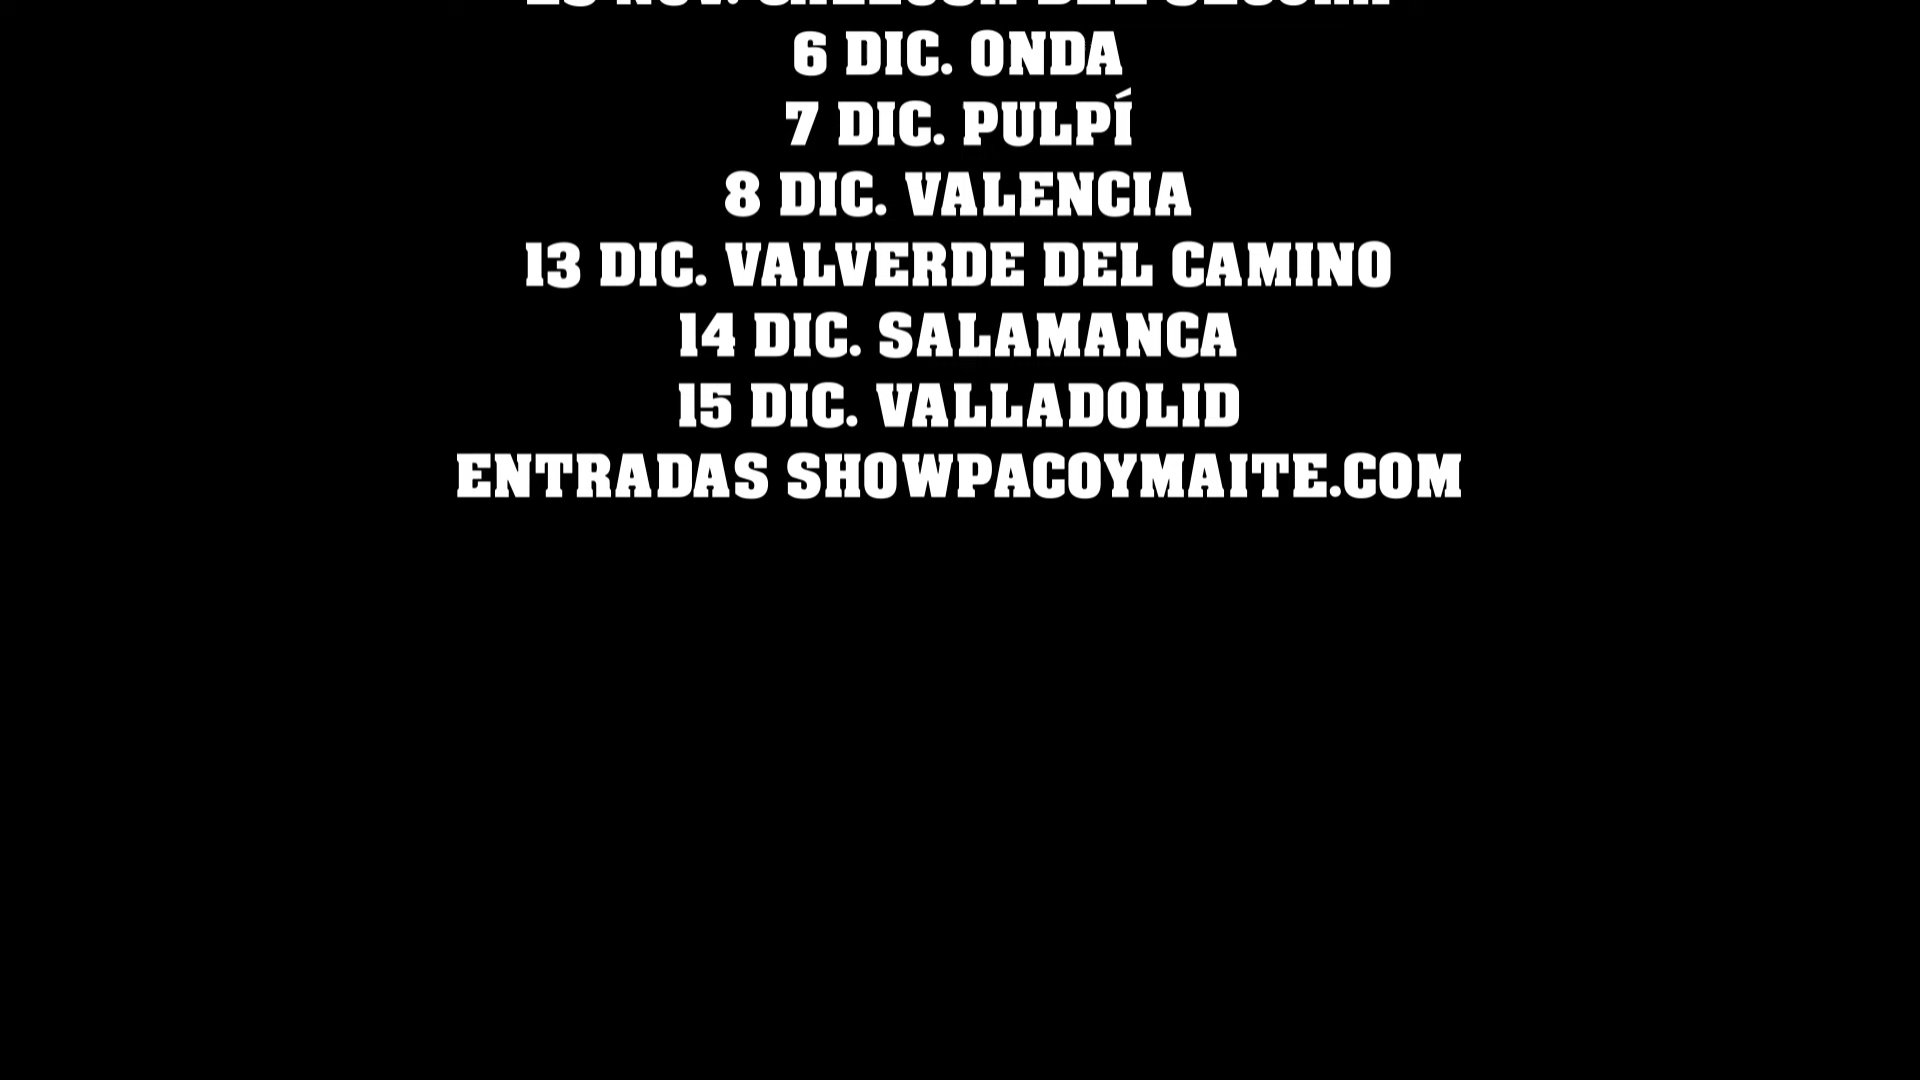 6 DIC. ONDA
7 DIC. PULPÍ
8 DIC. VALENCIA
13 DIC. VALVERDE DEL CAMINO
14 DIC. SALAMANCA
15 DIC. VALLADOLID
ENTRADAS SHOWPACOYMAITE.COM